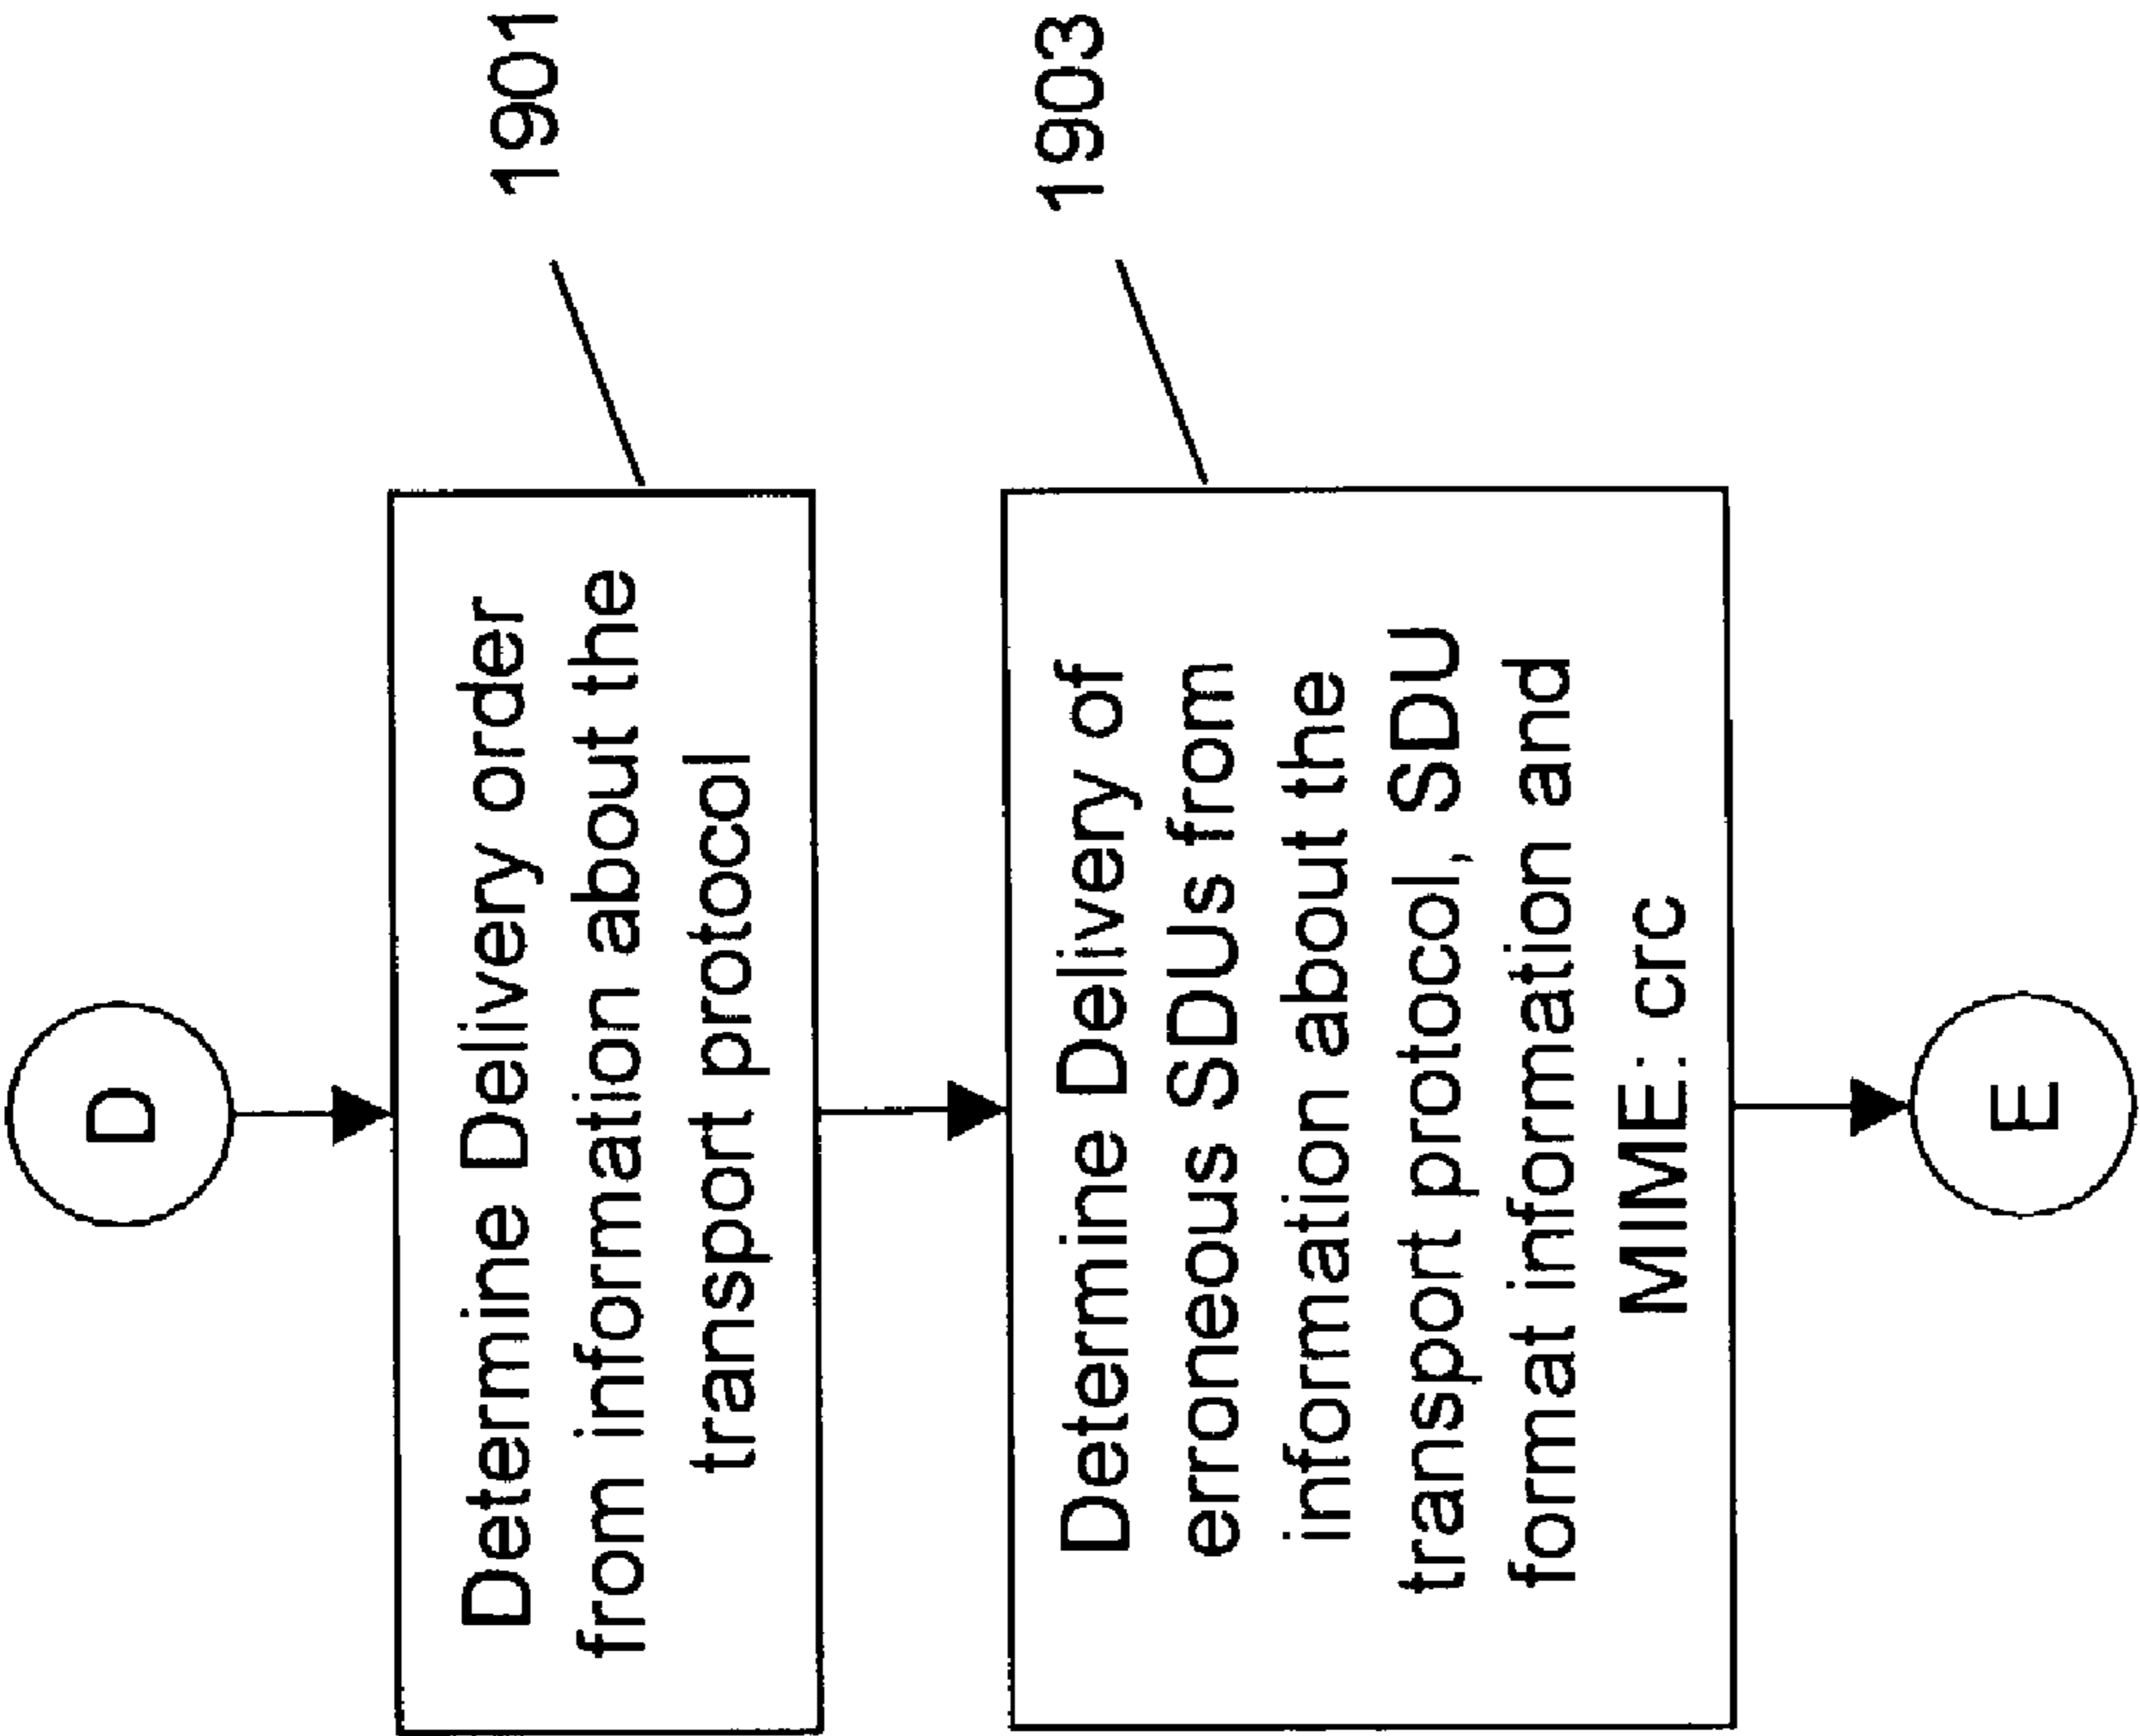 D
Determine Delivery order
from information about the
transport protocol
1901
Determine Delivery of
erroneous SDUs from
information about the
transport protocol, SDU
format information and
MIME: crc
1903
E